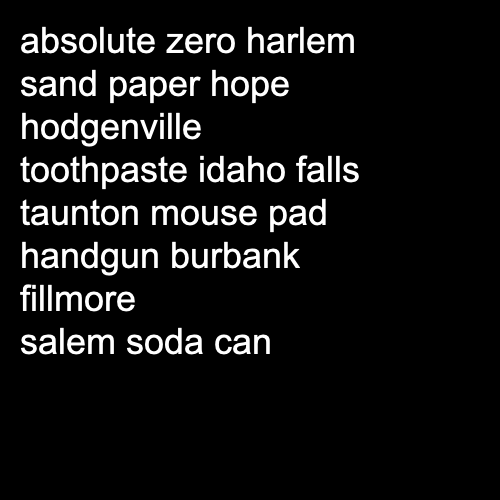 absolute zero harlem
sand paper hope
hodgenville
toothpaste idaho falls
taunton mouse pad
handgun burbank
fillmore
salem soda can